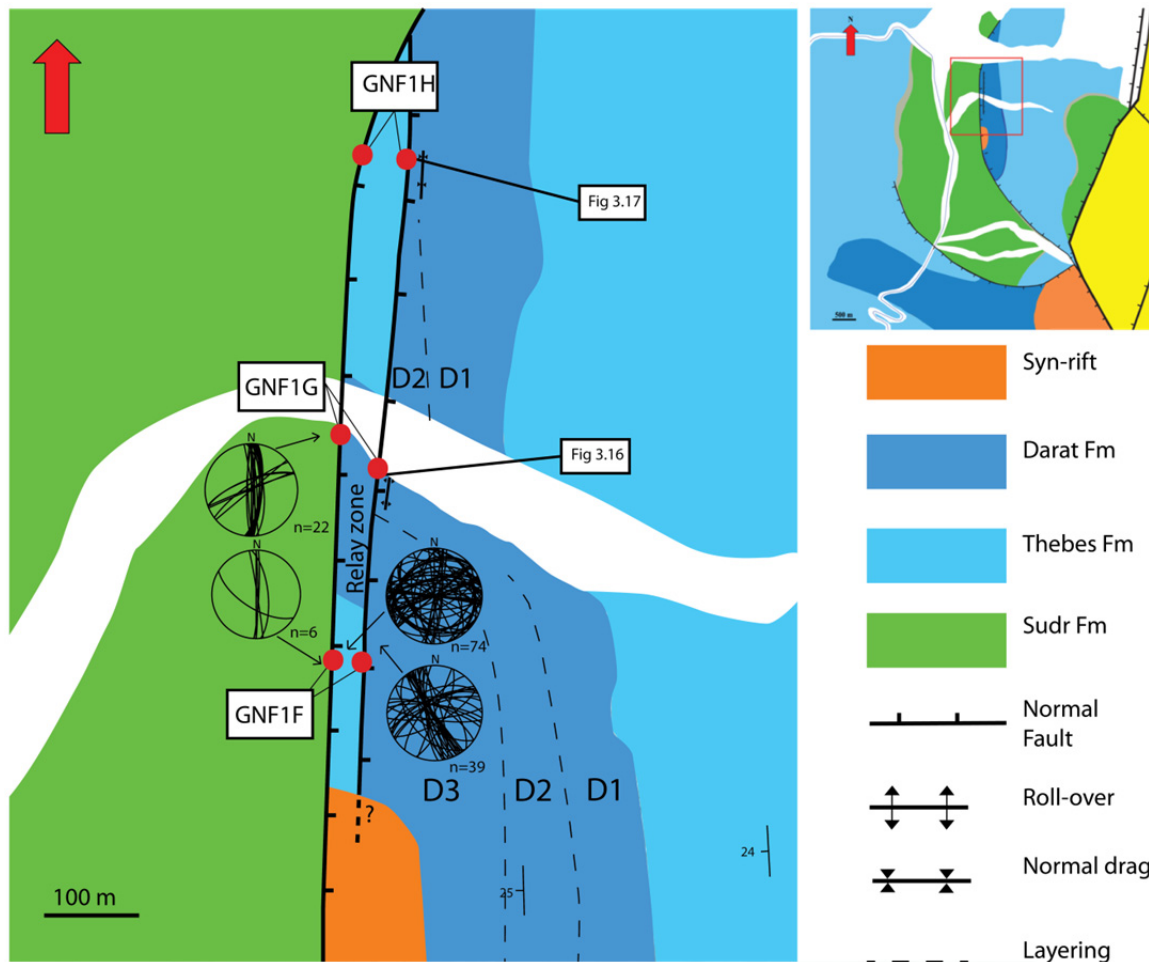 GNF1H
Fig 3.17
D2
D1
GNF1G
Fig 3.16
N
n=22
Relay zone
N
n=6
N
n=74
N
n=39
GNF1F
D3
D2
D1
?
24
25
100 m
N
500 m
Syn-rift
Darat Fm
Thebes Fm
Sudr Fm
Normal
Fault
Roll-over
Normal drag
Layering